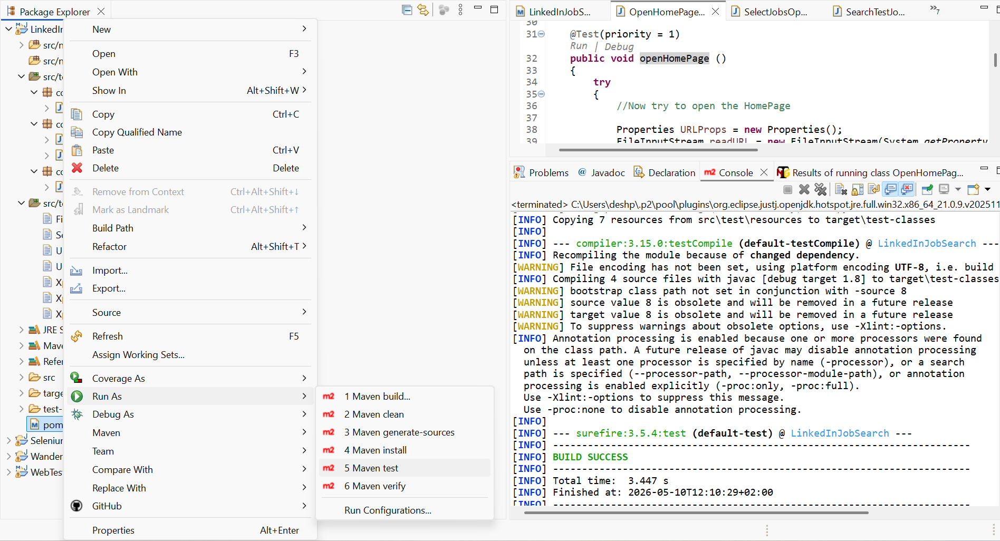 Package Explorer
LinkedIn
src/m
src/m
src/te
co
co
co
src/te
Fi
Se
U
U
Xp
Xp
Xp
JRE S
Mave
Refer
src
targe
test-
pom
Selenium
Wander
WebTes
New
Open F3
Open With
Show In Alt+Shift+W
Copy Ctrl+C
Copy Qualified Name
Paste Ctrl+V
Delete Delete
Remove from Context Ctrl+Alt+Shift+↓
Mark as Landmark Ctrl+Alt+Shift+↑
Build Path
Refactor Alt+Shift+T
Import...
Export...
Source
Refresh F5
Assign Working Sets...
Coverage As
Run As
Debug As
Maven
Team
Compare With
Replace With
GitHub
Properties Alt+Enter
m2 1 Maven build...
m2 2 Maven clean
m2 3 Maven generate-sources
m2 4 Maven install
m2 5 Maven test
m2 6 Maven verify
Run Configurations...
LinkedInJobS... OpenHomePage... SelectJobsOp... SearchTestJo... »7
30
31 @Test(priority = 1)
Run | Debug
32 public void openHomePage ()
33 {
34 try
35 {
36 //Now try to open the HomePage
37
38 Properties URLProps = new Properties();
39 FileInputStream readURL = new FileInputStream(System.getProperty
Problems @ Javadoc Declaration m2 Console Results of running class OpenHomePag...
<terminated> C:\Users\deshp\.p2\pool\plugins\org.eclipse.justj.openjdk.hotspot.jre.full.win32.x86_64_21.0.9.v202511
[INFO] Copying 7 resources from src\test\resources to target\test-classes
[INFO]
[INFO] --- compiler:3.15.0:testCompile (default-testCompile) @ LinkedInJobSearch ---
[INFO] Recompiling the module because of changed dependency.
[WARNING] File encoding has not been set, using platform encoding UTF-8, i.e. build
[INFO] Compiling 4 source files with javac [debug target 1.8] to target\test-classes
[WARNING] bootstrap class path not set in conjunction with -source 8
[WARNING] source value 8 is obsolete and will be removed in a future release
[WARNING] target value 8 is obsolete and will be removed in a future release
[WARNING] To suppress warnings about obsolete options, use -Xlint:-options.
[INFO] Annotation processing is enabled because one or more processors were found
on the class path. A future release of javac may disable annotation processing
unless at least one processor is specified by name (-processor), or a search
path is specified (--processor-path, --processor-module-path), or annotation
processing is enabled explicitly (-proc:only, -proc:full).
Use -Xlint:-options to suppress this message.
Use -proc:none to disable annotation processing.
[INFO]
[INFO] --- surefire:3.5.4:test (default-test) @ LinkedInJobSearch ---
[INFO] ------------------------------------------------------------------------
[INFO] BUILD SUCCESS
[INFO] ------------------------------------------------------------------------
[INFO] Total time: 3.447 s
[INFO] Finished at: 2026-05-10T12:10:29+02:00
[INFO] ------------------------------------------------------------------------